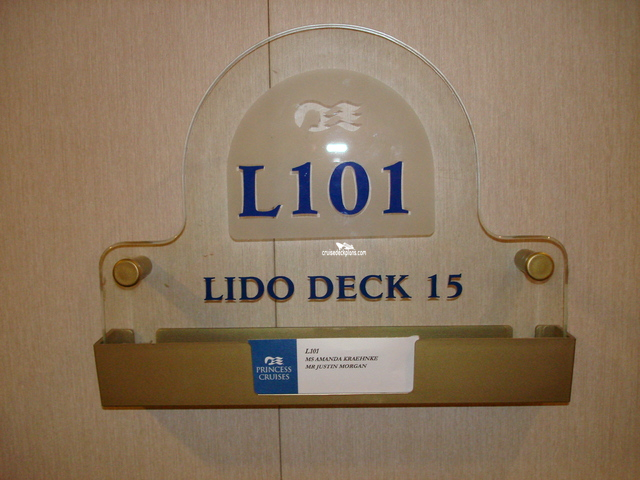 L101
cruisedeckplans.com
LIDO DECK 15
PRINCESS
CRUISES
L101
MS AMANDA KRAEHNKE
MR JUSTIN MORGAN